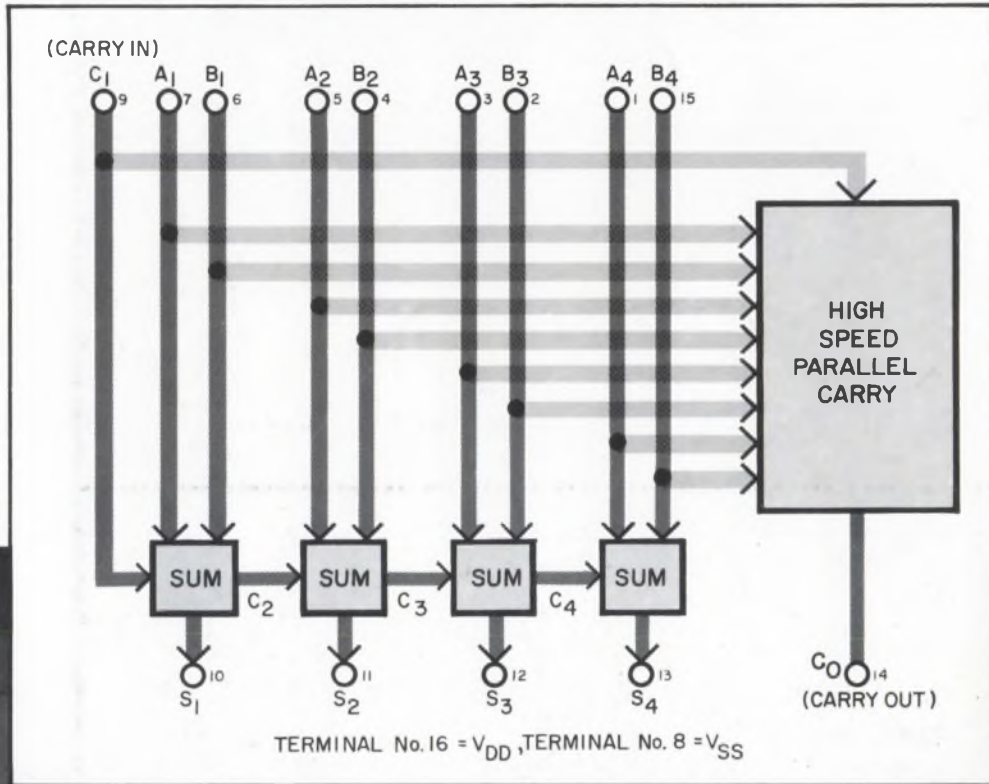 (CARRY IN)
C1 A1 B1 A2 B2 A3 B3 A4 B4
9 7 6 5 4 3 2 1 15
HIGH
SPEED
PARALLEL
CARRY
SUM SUM SUM SUM
C2 C3 C4
10 11 12 13 14
S1 S2 S3 S4 CO
(CARRY OUT)
TERMINAL No. 16 = VDD, TERMINAL No. 8 = VSS